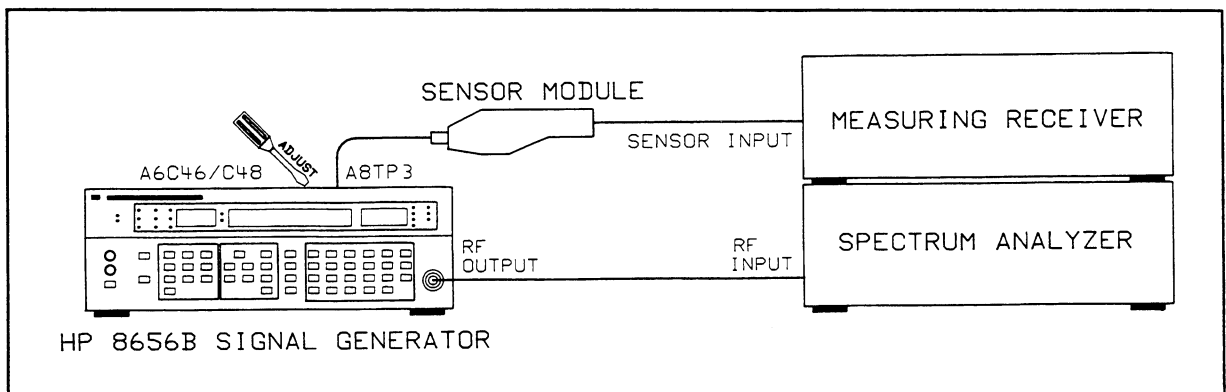 SENSOR MODULE
MEASURING RECEIVER
SENSOR INPUT
ADJUST
A6C46/C48
A8TP3
SPECTRUM ANALYZER
RF
OUTPUT
RF
INPUT
HP 8656B SIGNAL GENERATOR